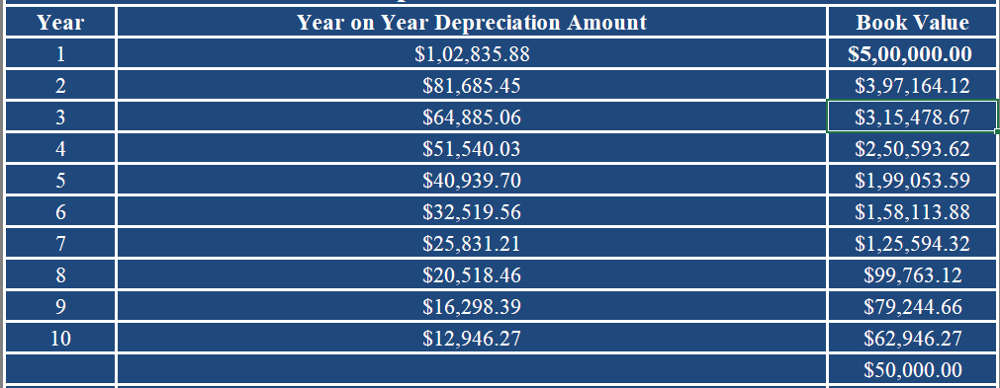 Year Year on Year Depreciation Amount Book Value
1 $1,02,835.88 $5,00,000.00
2 $81,685.45 $3,97,164.12
3 $64,885.06 $3,15,478.67
4 $51,540.03 $2,50,593.62
5 $40,939.70 $1,99,053.59
6 $32,519.56 $1,58,113.88
7 $25,831.21 $1,25,594.32
8 $20,518.46 $99,763.12
9 $16,298.39 $79,244.66
10 $12,946.27 $62,946.27
$50,000.00